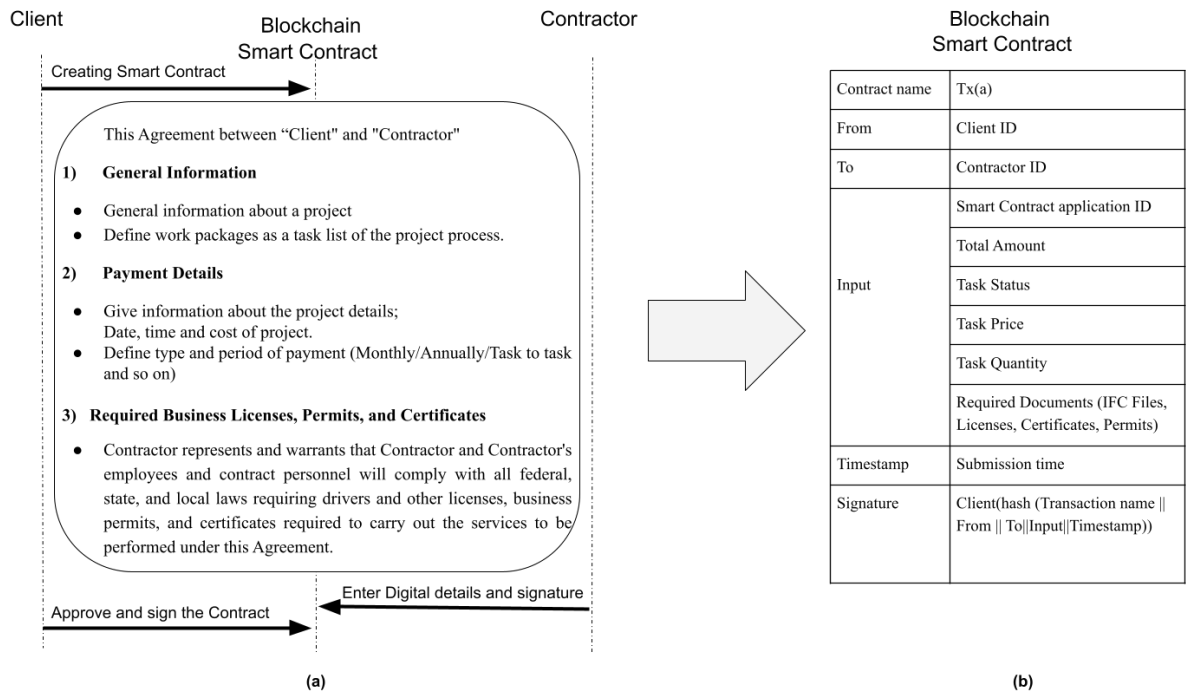 Client
Blockchain
Smart Contract
Contractor
Creating Smart Contract
This Agreement between “Client" and "Contractor"
1) General Information
● General information about a project
● Define work packages as a task list of the project process.
2) Payment Details
● Give information about the project details;
Date, time and cost of project.
● Define type and period of payment (Monthly/Annually/Task to task
and so on)
3) Required Business Licenses, Permits, and Certificates
● Contractor represents and warrants that Contractor and Contractor's
employees and contract personnel will comply with all federal,
state, and local laws requiring drivers and other licenses, business
permits, and certificates required to carry out the services to be
performed under this Agreement.
Enter Digital details and signature
Approve and sign the Contract
(a)
Blockchain
Smart Contract
Contract name Tx(a)
From Client ID
To Contractor ID
Input
Smart Contract application ID
Total Amount
Task Status
Task Price
Task Quantity
Required Documents (IFC Files,
Licenses, Certificates, Permits)
Timestamp Submission time
Signature Client(hash (Transaction name ||
From || To||Input||Timestamp))
(b)